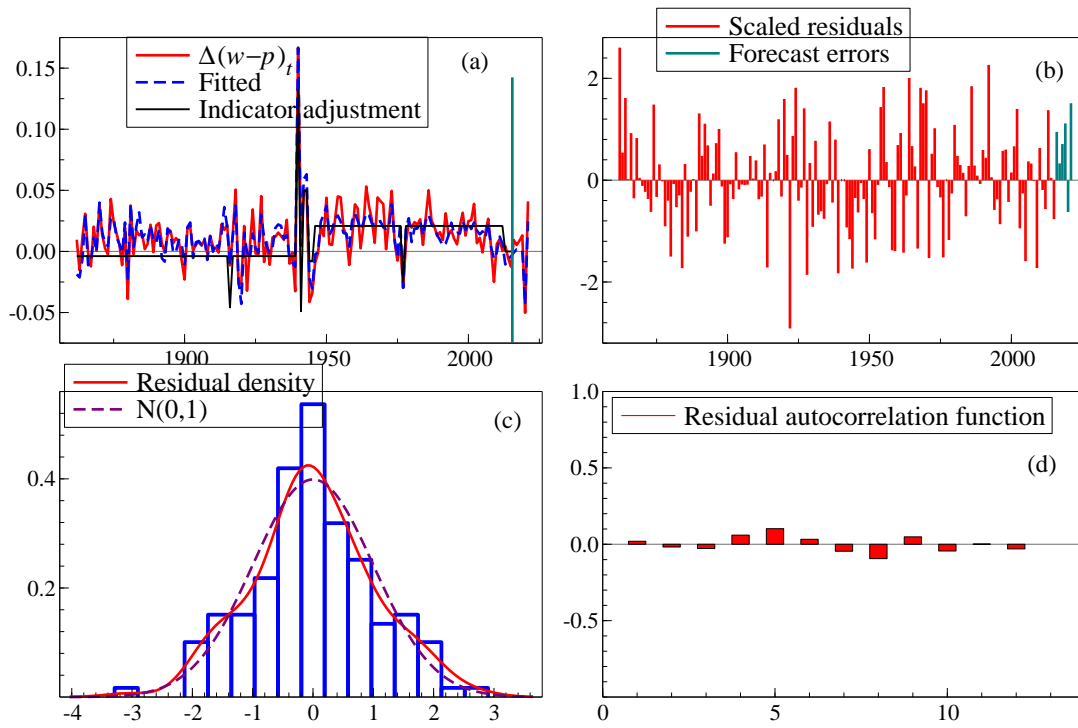 Δ(w−p)t
Fitted
Indicator adjustment
(a)
0.15
0.10
0.05
0.00
-0.05
1900
1950
2000
Scaled residuals
Forecast errors
(b)
2
0
-2
1900
1950
2000
Residual density
N(0,1)
(c)
0.4
0.2
-4
-3
-2
-1
0
1
2
3
Residual autocorrelation function
(d)
1.0
0.5
0.0
-0.5
0
5
10